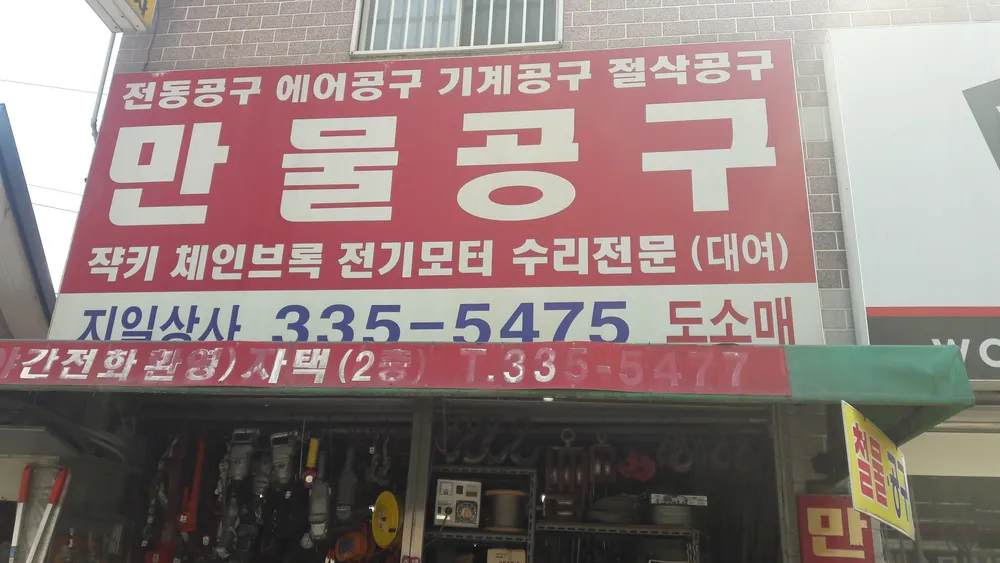 전동공구 에어공구 기계공구 절삭공구
만물공구
쟉키 체인브록 전기모터 수리전문 (대여)
지일상사 335-5475 도소매
간전화 환영) 자택(2층) T.335-5477
철물 공구
만